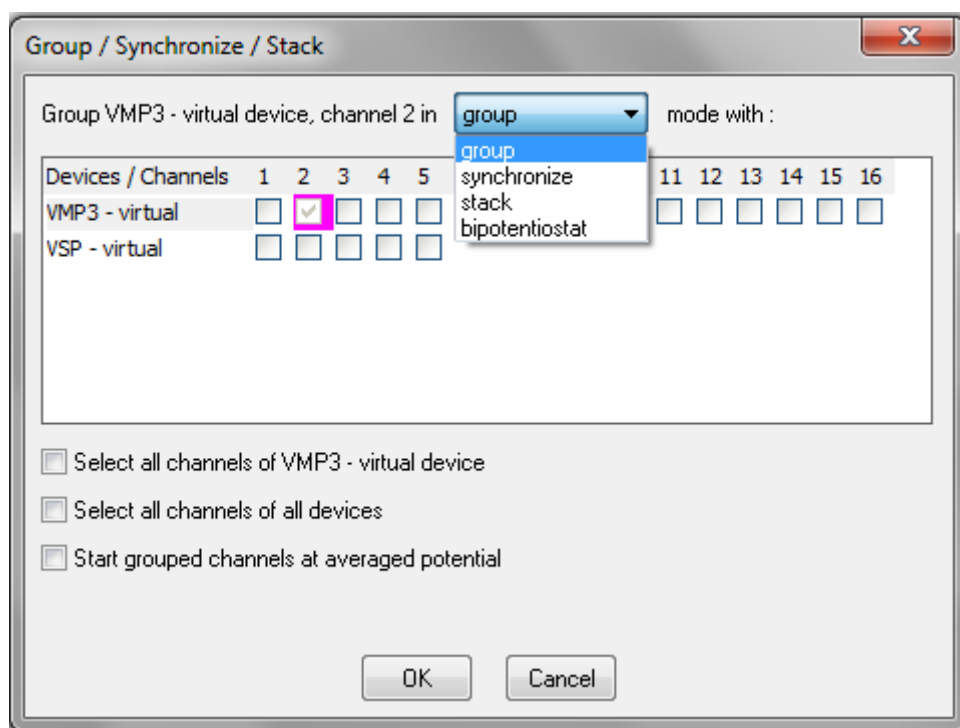 Group / Synchronize / Stack
Group VMP3 - virtual device, channel 2 in group mode with :
group
synchronize
stack
bipotentiostat
Devices / Channels 1 2 3 4 5 11 12 13 14 15 16
VMP3 - virtual
VSP - virtual
Select all channels of VMP3 - virtual device
Select all channels of all devices
Start grouped channels at averaged potential
OK Cancel